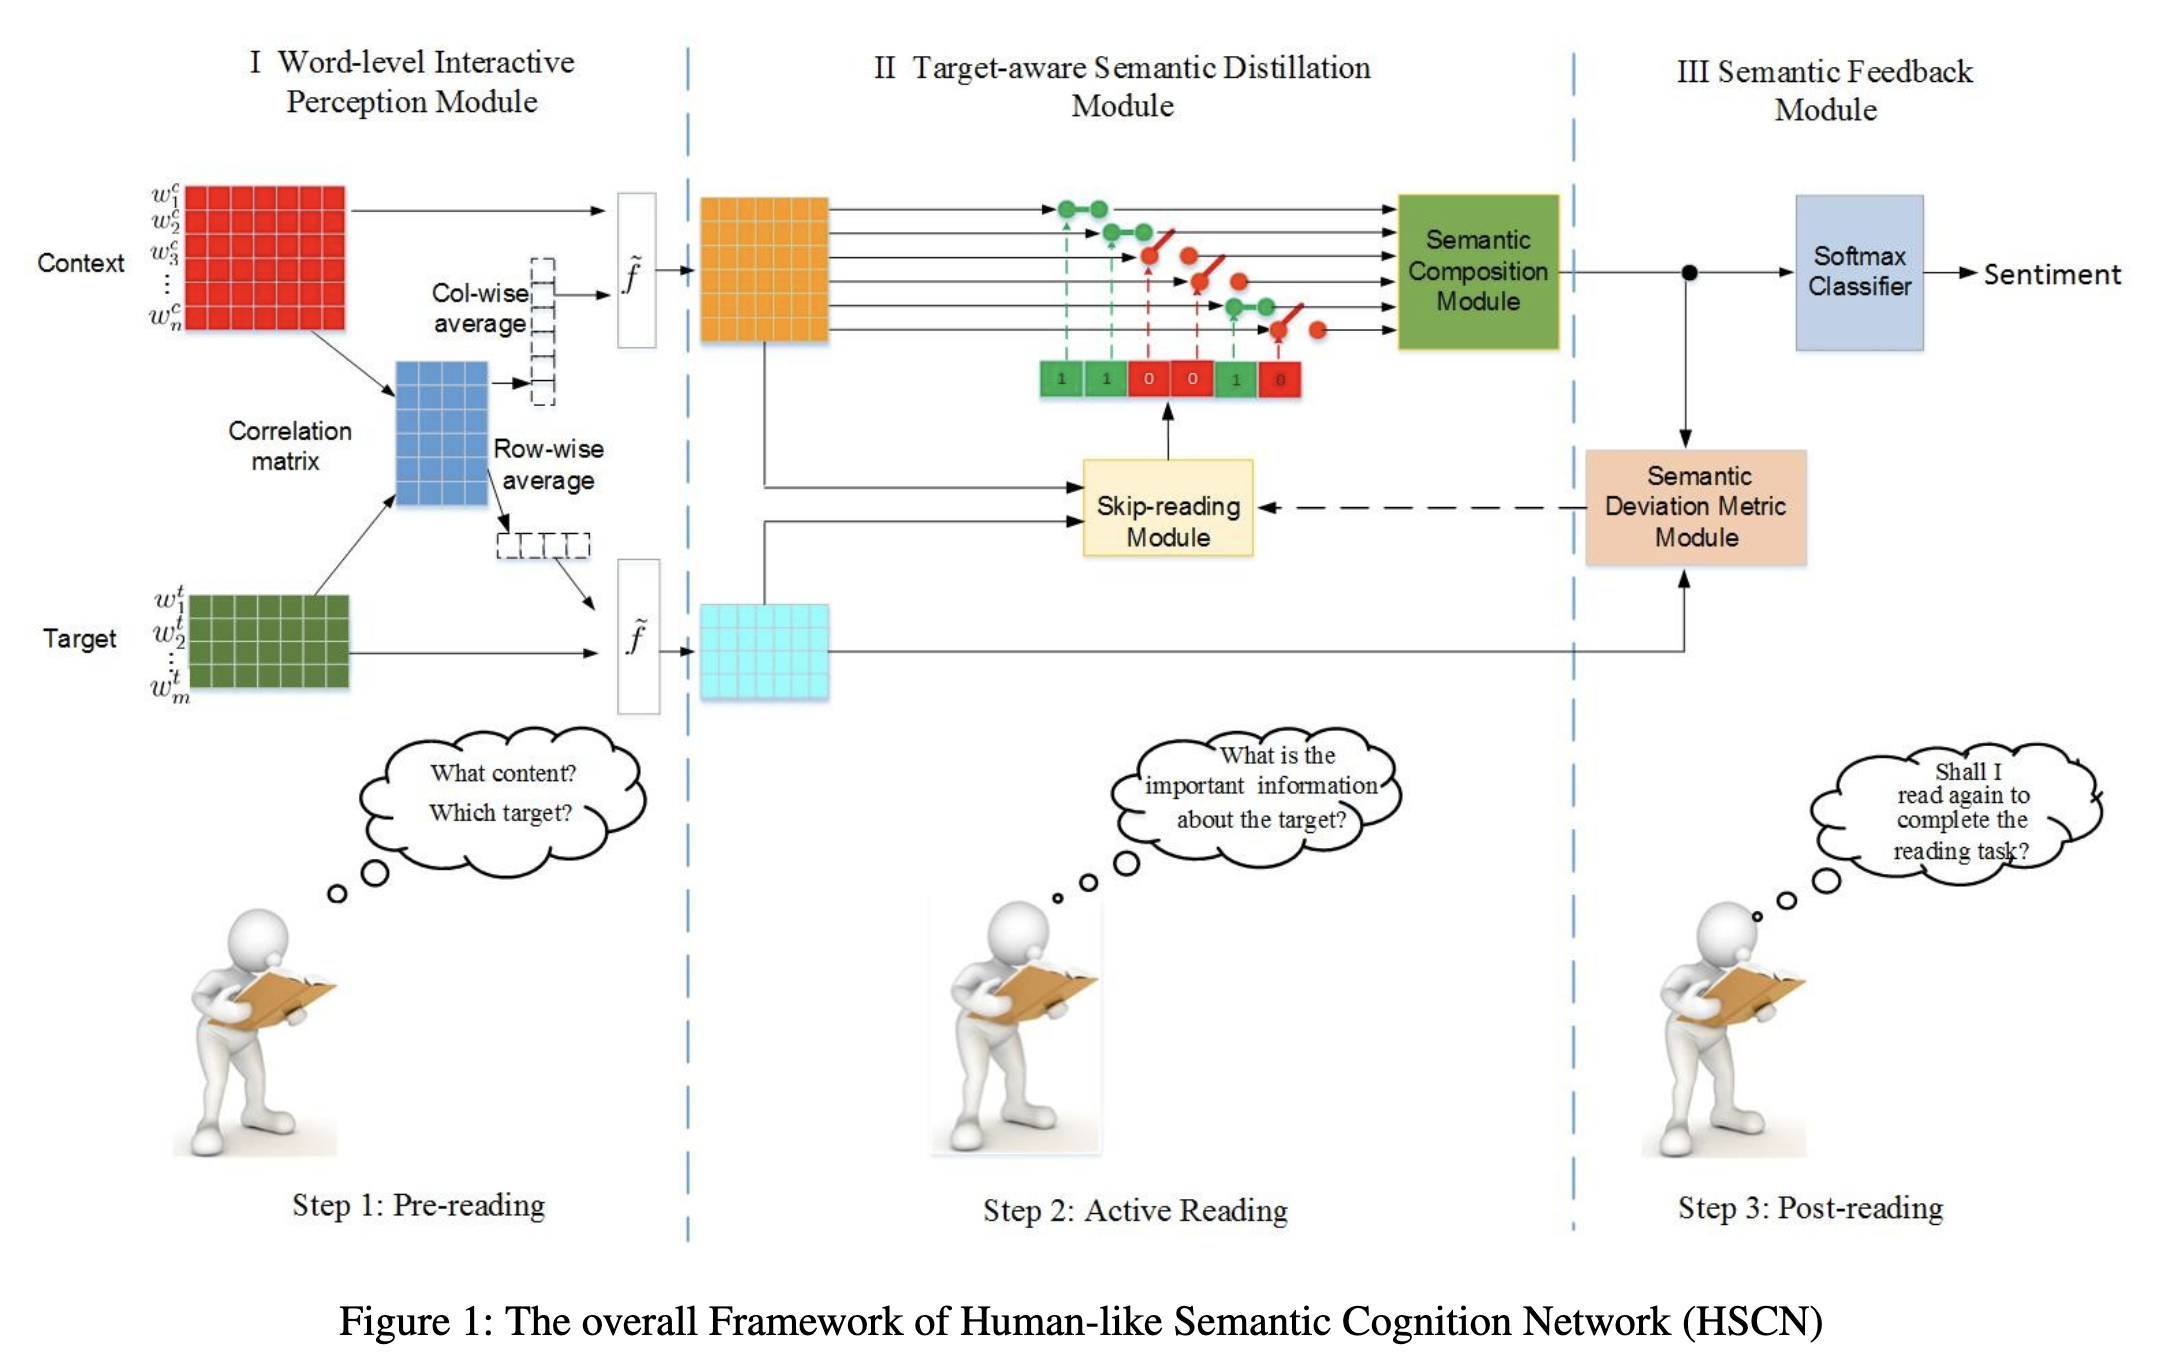 I Word-level Interactive
Perception Module
II Target-aware Semantic Distillation
Module
III Semantic Feedback
Module
Context
w_1^c
w_2^c
w_3^c
⋮
w_n^c
Col-wise
average
f̃
Correlation
matrix
Row-wise
average
Target
w_1^t
w_2^t
⋮
w_m^t
f̃
1 1 0 0 1 0
Semantic
Composition
Module
Skip-reading
Module
Softmax
Classifier
Sentiment
Semantic
Deviation Metric
Module
What content?
Which target?
What is the
important information
about the target?
Shall I
read again to
complete the
reading task?
Step 1: Pre-reading
Step 2: Active Reading
Step 3: Post-reading
Figure 1: The overall Framework of Human-like Semantic Cognition Network (HSCN)